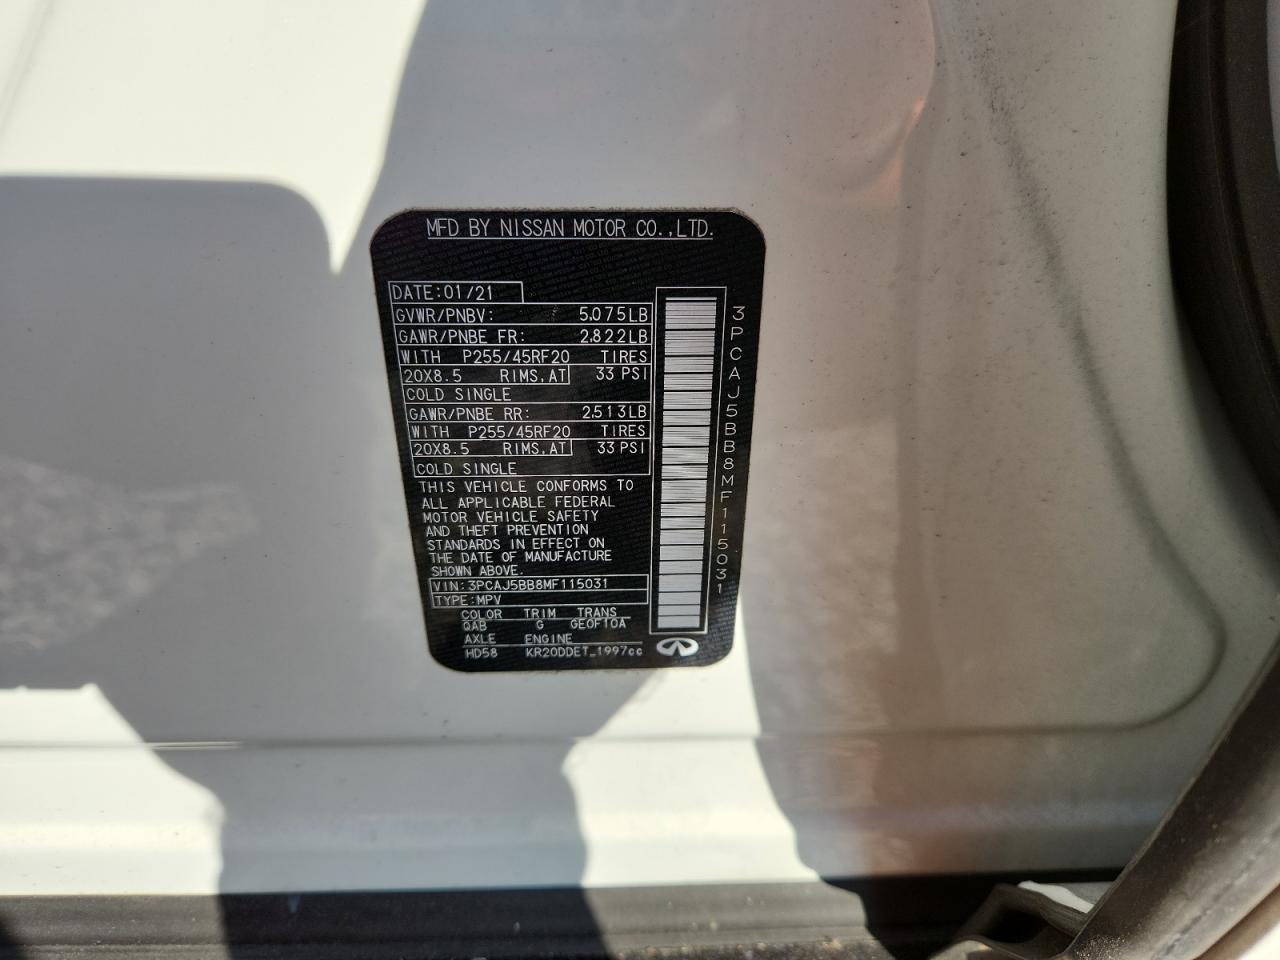 MFD BY NISSAN MOTOR CO.,LTD.
DATE:01/21
GVWR/PNBV: 5,075LB
GAWR/PNBE FR: 2,822LB
WITH P255/45RF20 TIRES
20X8.5 RIMS,AT 33 PSI
COLD SINGLE
GAWR/PNBE RR: 2,513LB
WITH P255/45RF20 TIRES
20X8.5 RIMS,AT 33 PSI
COLD SINGLE
THIS VEHICLE CONFORMS TO
ALL APPLICABLE FEDERAL
MOTOR VEHICLE SAFETY
AND THEFT PREVENTION
STANDARDS IN EFFECT ON
THE DATE OF MANUFACTURE
SHOWN ABOVE.
VIN:3PCAJ5BB8MF115031
TYPE:MPV
COLOR TRIM TRANS
QAB G GE0F10A
AXLE ENGINE
HD58 KR20DDET_1997cc
3PCAJ5BB8MF115031